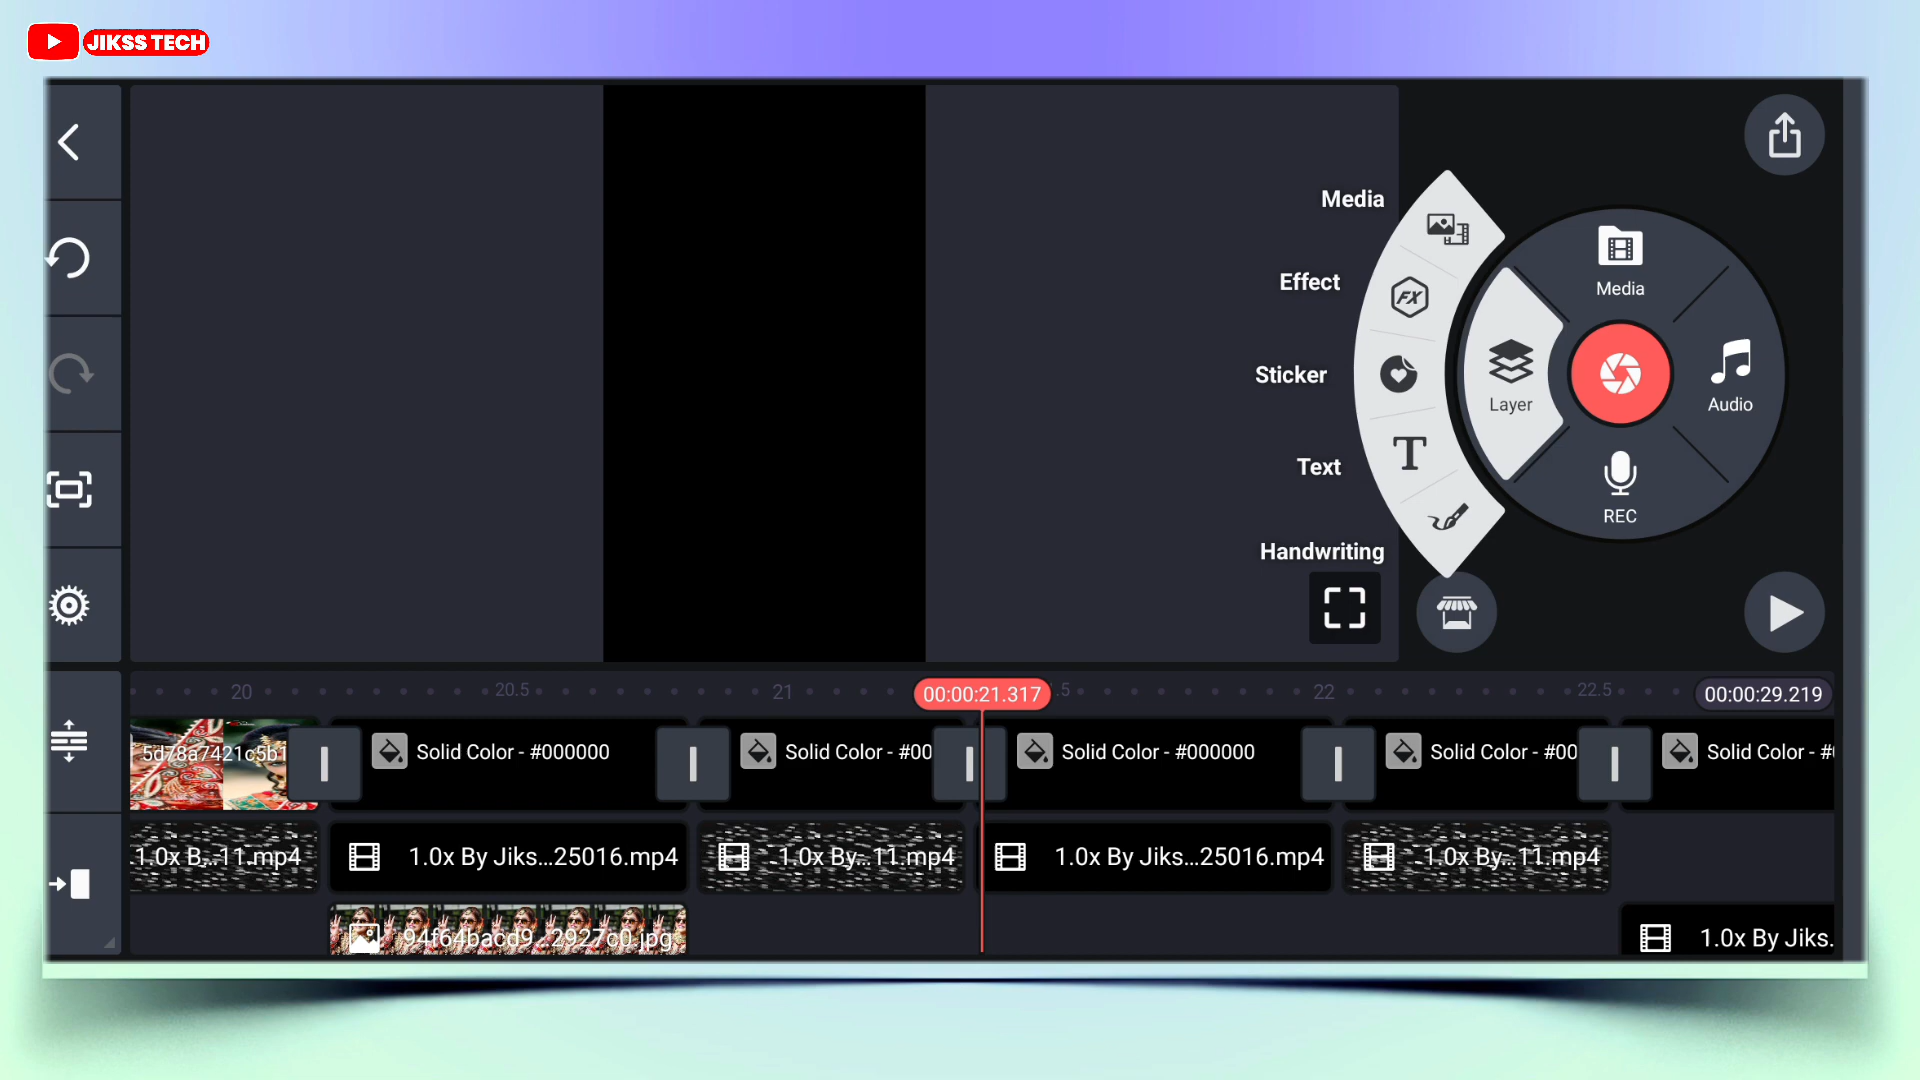 JIKSS TECH
Media
Effect
Sticker
Text
Handwriting
Media
Layer
Audio
REC
20
20.5
21
00:00:21.317
.5
22
22.5
00:00:29.219
5d78a7421c5b1
Solid Color - #000000
Solid Color - #00
Solid Color - #000000
Solid Color - #00
Solid Color - #
.1.0x B...11.mp4
1.0x By Jiks...25016.mp4
1.0x By...11.mp4
1.0x By Jiks...25016.mp4
1.0x By...11.mp4
94f64bacd9...2927c0.jpg
1.0x By Jiks.